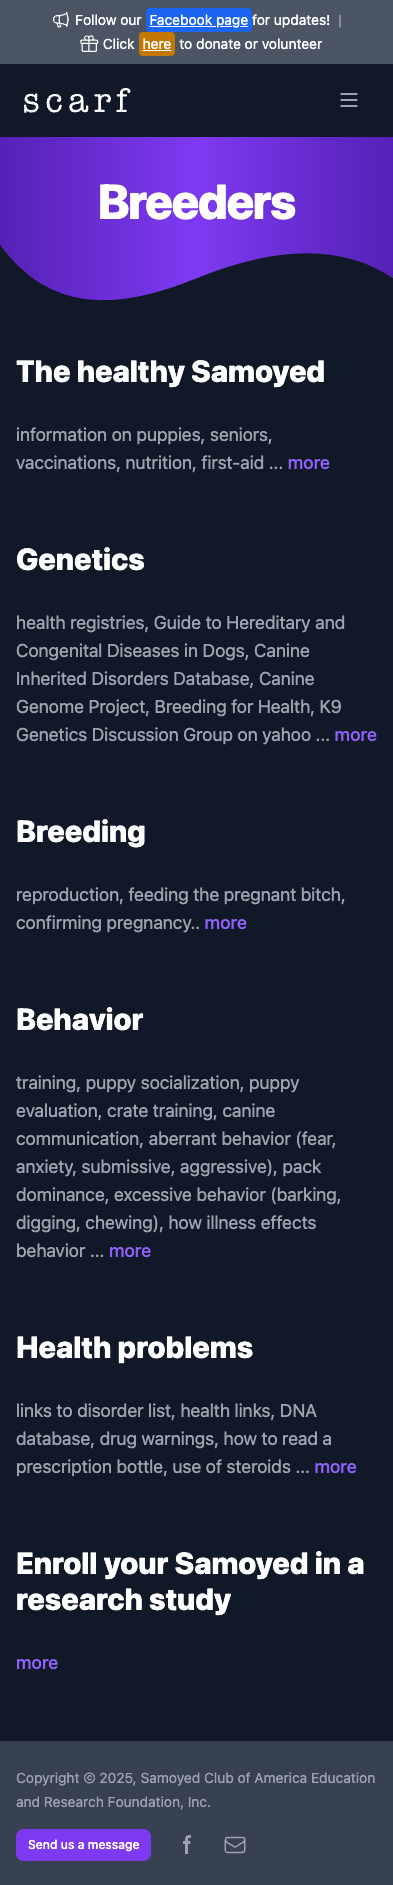 Follow our Facebook page for updates! |
Click here to donate or volunteer
scarf
Breeders
The healthy Samoyed
information on puppies, seniors,
vaccinations, nutrition, first-aid ... more
Genetics
health registries, Guide to Hereditary and
Congenital Diseases in Dogs, Canine
Inherited Disorders Database, Canine
Genome Project, Breeding for Health, K9
Genetics Discussion Group on yahoo ... more
Breeding
reproduction, feeding the pregnant bitch,
confirming pregnancy.. more
Behavior
training, puppy socialization, puppy
evaluation, crate training, canine
communication, aberrant behavior (fear,
anxiety, submissive, aggressive), pack
dominance, excessive behavior (barking,
digging, chewing), how illness effects
behavior ... more
Health problems
links to disorder list, health links, DNA
database, drug warnings, how to read a
prescription bottle, use of steroids ... more
Enroll your Samoyed in a
research study
more
Copyright © 2025, Samoyed Club of America Education
and Research Foundation, Inc.
Send us a message